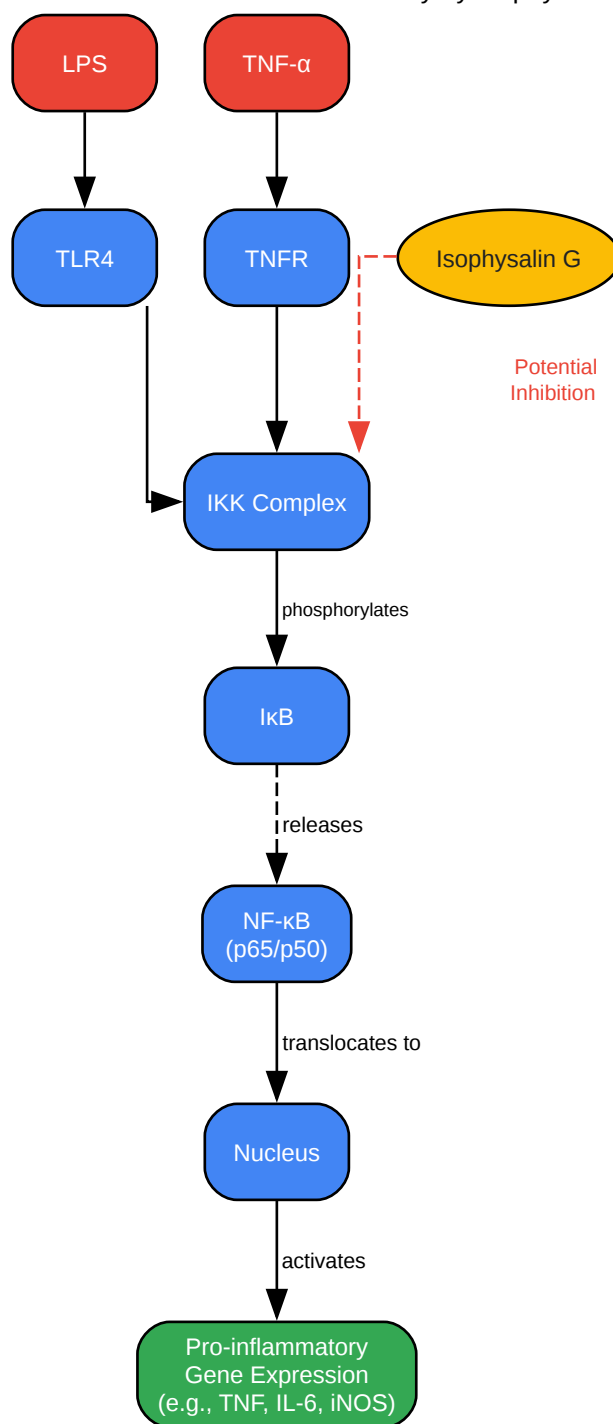 LPS
TNF-α
TLR4
TNFR
Isophysalin G
Potential
Inhibition
IKK Complex
phosphorylates
IκB
releases
NF-κB
(p65/p50)
translocates to
Nucleus
activates
Pro-inflammatory
Gene Expression
(e.g., TNF, IL-6, iNOS)